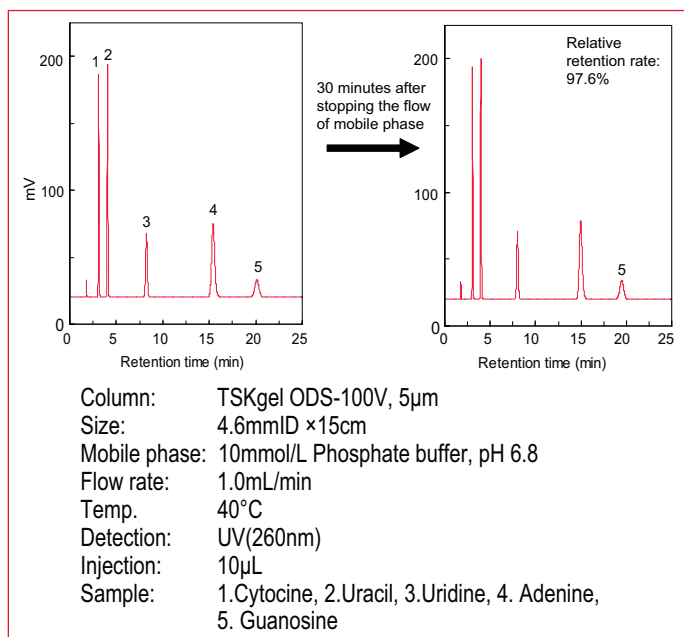 200
100
0
mV
1
2
3
4
5
0 5 10 15 20 25
Retention time (min)
30 minutes after
stopping the flow
of mobile phase
200
100
0
Relative
retention rate:
97.6%
5
0 5 10 15 20 25
Retention time (min)
Column: TSKgel ODS-100V, 5µm
Size: 4.6mmID ×15cm
Mobile phase: 10mmol/L Phosphate buffer, pH 6.8
Flow rate: 1.0mL/min
Temp. 40°C
Detection: UV(260nm)
Injection: 10µL
Sample: 1.Cytocine, 2.Uracil, 3.Uridine, 4. Adenine,
5. Guanosine